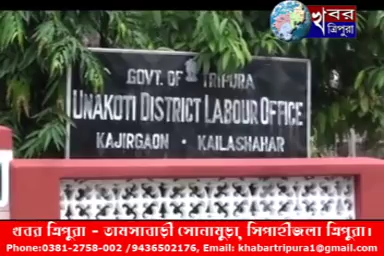 খবর
ত্রিপুরা
GOVT. OF TRIPURA
UNAKOTI DISTRICT LABOUR OFFICE
KAJIRGAON • KAILASHAHAR
খবর ত্রিপুরা - তামসাবাড়ী সোনামুড়া, সিপাহীজলা ত্রিপুরা।
Phone:0381-2758-002 /9436502176, Email: khabartripura1@gmail.com